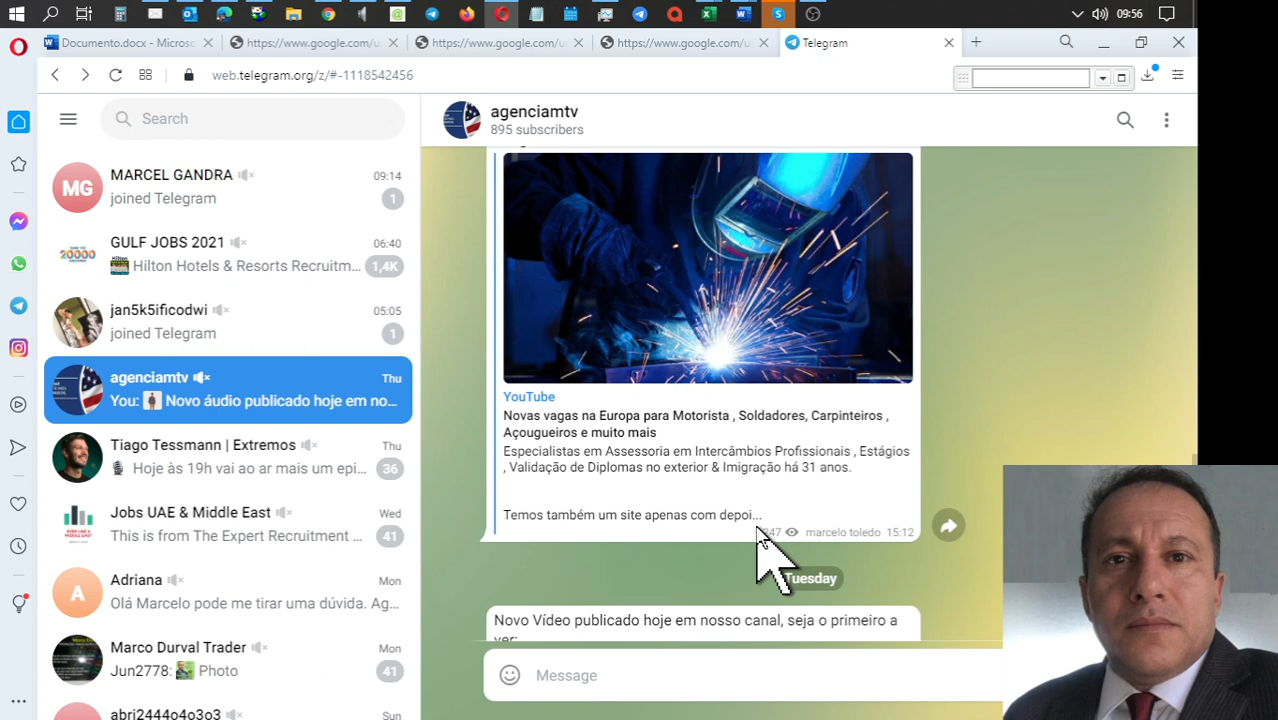 09:56
Documento.docx - Micros
https://www.google.com/u
https://www.google.com/u
https://www.google.com/u
Telegram
web.telegram.org/z/#-1118542456
Search
agenciamtv
895 subscribers
MG
MARCEL GANDRA
09:14
joined Telegram
1
GULF JOBS 2021
06:40
Hilton Hotels & Resorts Recruitm...
1,4K
jan5k5ificodwi
05:05
joined Telegram
1
agenciamtv
Thu
You: Novo áudio publicado hoje em no...
Tiago Tessmann | Extremos
Thu
Hoje às 19h vai ao ar mais um epi...
36
Jobs UAE & Middle East
Wed
This is from The Expert Recruitment ...
41
A
Adriana
Mon
Olá Marcelo pode me tirar uma dúvida. Ag...
Marco Durval Trader
Mon
Jun2778: Photo
41
abri2444o4o3o3
Sun
YouTube
Novas vagas na Europa para Motorista , Soldadores, Carpinteiros ,
Açougueiros e muito mais
Especialistas em Assessoria em Intercâmbios Profissionais , Estágios
, Validação de Diplomas no exterior & Imigração há 31 anos.
Temos também um site apenas com depoi...
marcelo toledo 15:12
Tuesday
Novo Vídeo publicado hoje em nosso canal, seja o primeiro a
ver:
Message